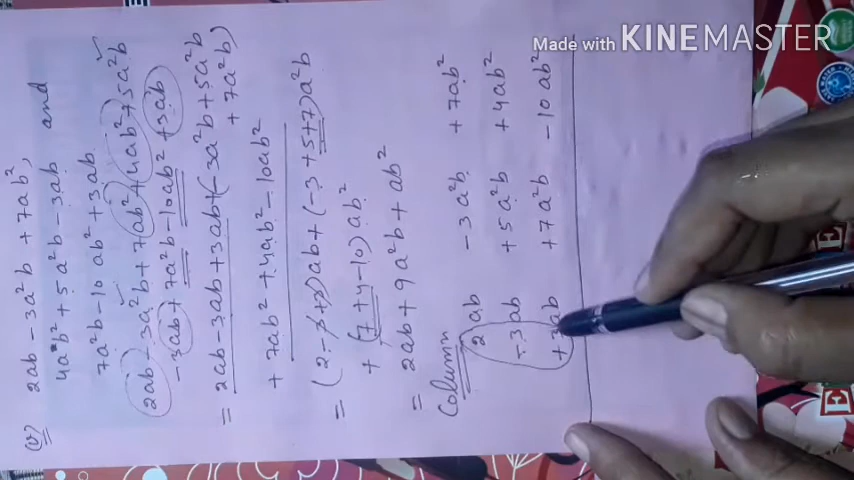 (v) 2ab - 3a²b + 7ab²,
4ab² + 5a²b - 3ab and
7a²b - 10ab² + 3ab
2ab - 3a²b + 7ab² + 4ab² + 5a²b
- 3ab + 7a²b - 10ab² + 3ab
= 2ab - 3ab + 3ab + (-3a²b + 5a²b
+ 7a²b)
+ 7ab² + 4ab² - 10ab²
= (2 - 3 + 3)ab + (-3 + 5 + 7)a²b
+ (7 + 4 - 10)ab²
= 2ab + 9a²b + ab²
Column
2ab - 3a²b + 7ab²
- 3ab + 5a²b + 4ab²
+ 3ab + 7a²b - 10ab²
Made with KINEMASTER